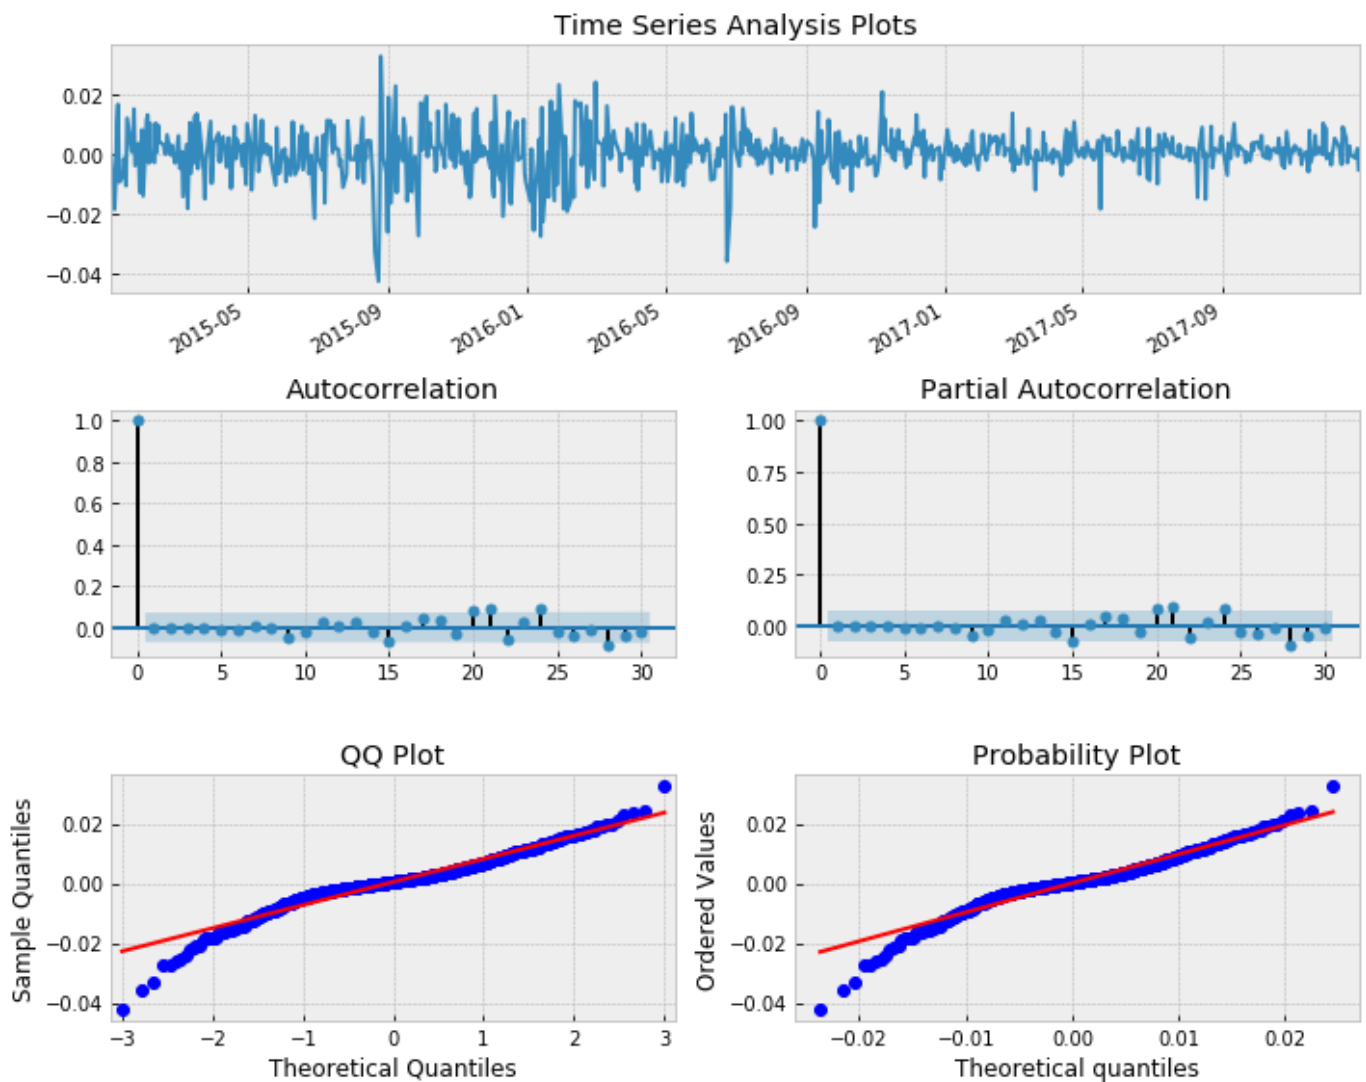 Time Series Analysis Plots
0.02
0.00
−0.02
−0.04
2015-05 2015-09 2016-01 2016-05 2016-09 2017-01 2017-05 2017-09
Autocorrelation
1.0
0.8
0.6
0.4
0.2
0.0
0 5 10 15 20 25 30
Partial Autocorrelation
1.00
0.75
0.50
0.25
0.00
0 5 10 15 20 25 30
QQ Plot
Sample Quantiles
0.02
0.00
−0.02
−0.04
−3 −2 −1 0 1 2 3
Theoretical Quantiles
Probability Plot
Ordered Values
0.02
0.00
−0.02
−0.04
−0.02 −0.01 0.00 0.01 0.02
Theoretical quantiles